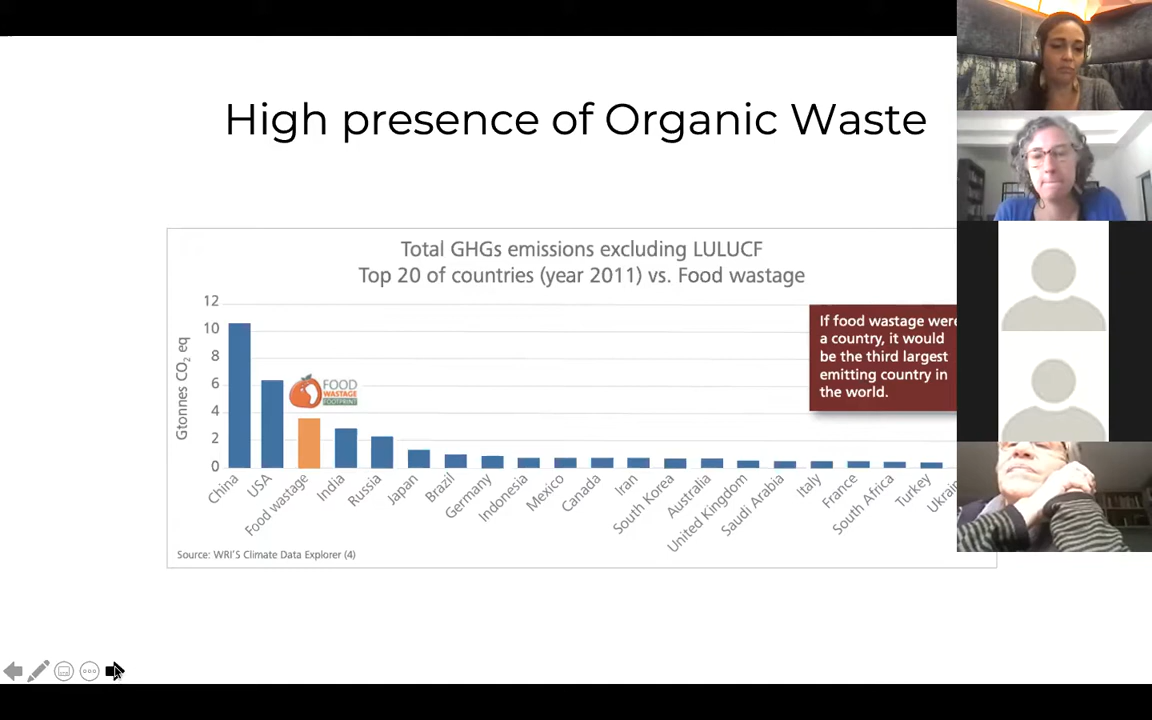 High presence of Organic Waste
Total GHGs emissions excluding LULUCF
Top 20 of countries (year 2011) vs. Food wastage
12
10
8
6
4
2
0
Gtonnes CO₂ eq
FOOD
WASTAGE
FOOTPRINT
If food wastage were
a country, it would
be the third largest
emitting country in
the world.
China
USA
Food wastage
India
Russia
Japan
Brazil
Germany
Indonesia
Mexico
Canada
Iran
South Korea
Australia
United Kingdom
Saudi Arabia
Italy
France
South Africa
Turkey
Ukrain
Source: WRI'S Climate Data Explorer (4)